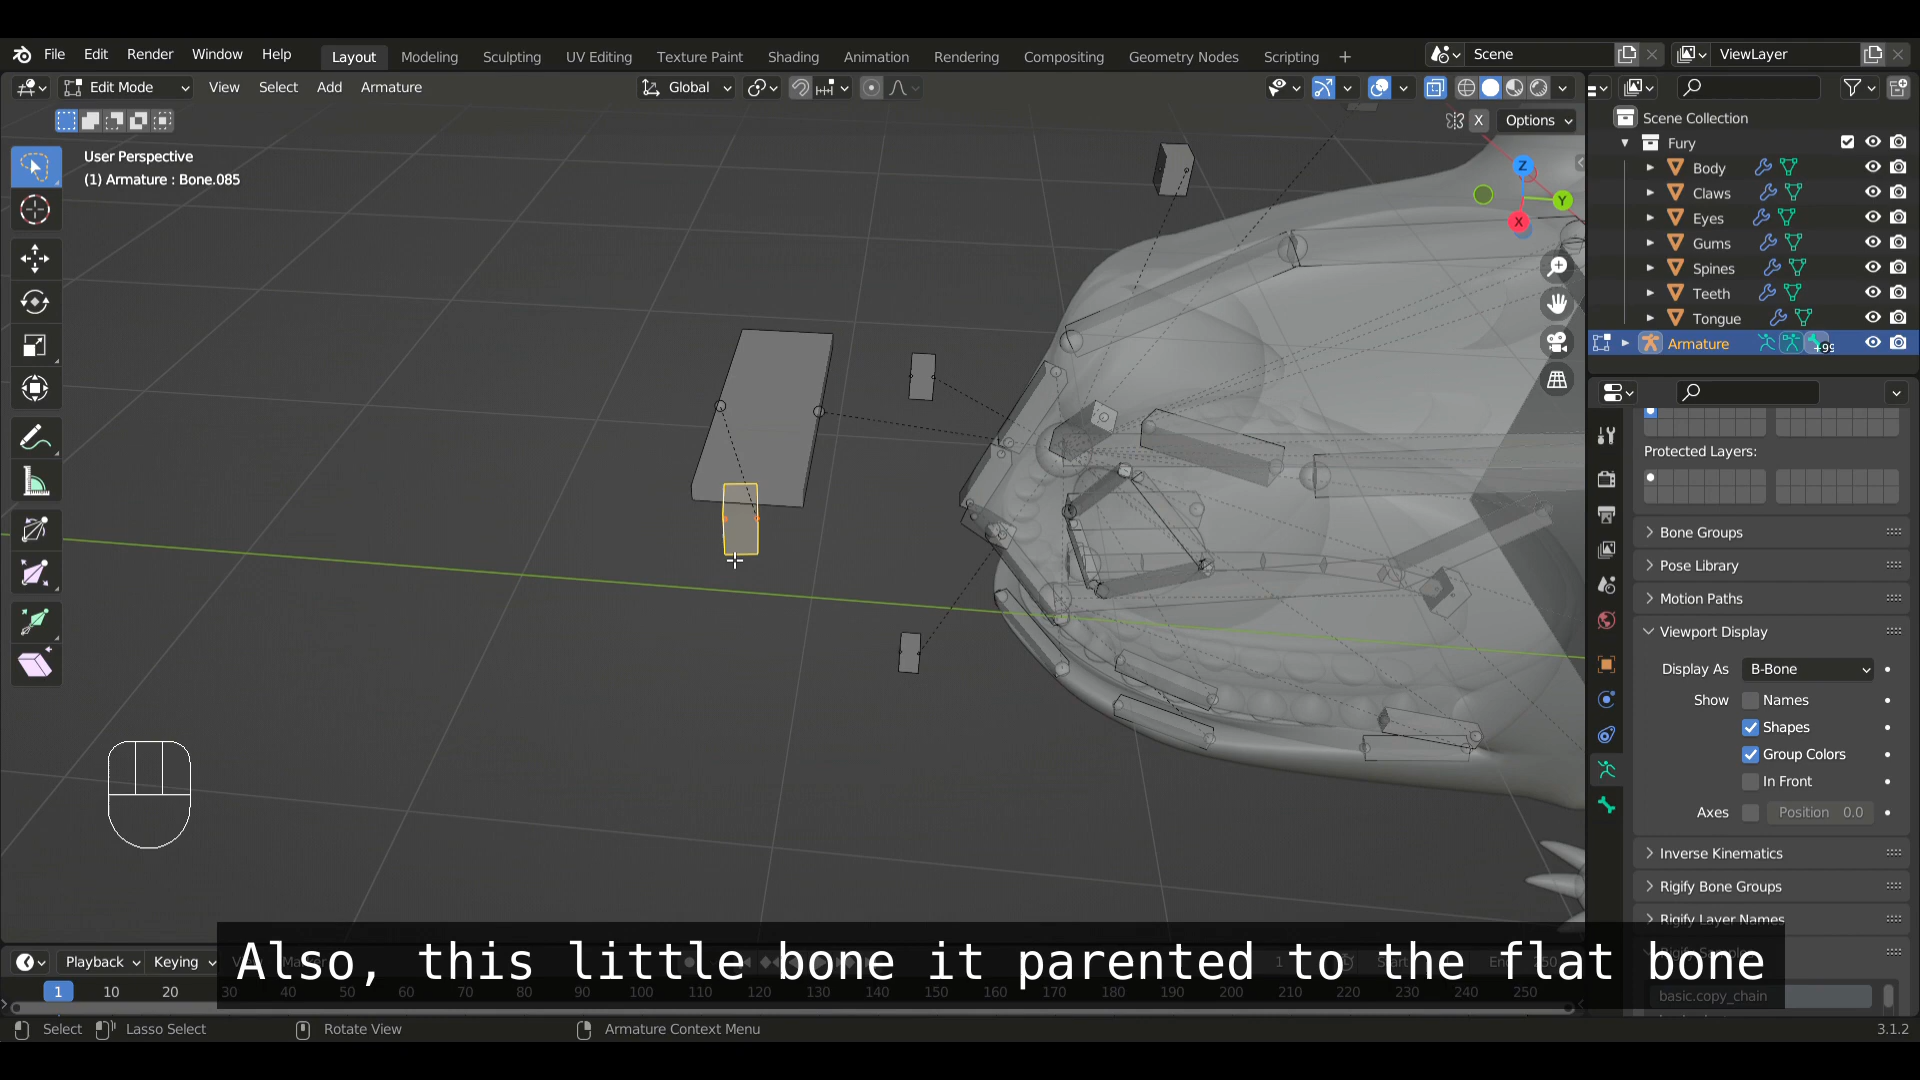 File Edit Render Window Help Layout Modeling Sculpting UV Editing Texture Paint Shading Animation Rendering Compositing Geometry Nodes Scripting + Scene ViewLayer
Edit Mode View Select Add Armature Global
X Options
User Perspective
(1) Armature : Bone.085
Z
Y
X
Scene Collection
Fury
Body
Claws
Eyes
Gums
Spines
Teeth
Tongue
Armature +99
Protected Layers:
Bone Groups
Pose Library
Motion Paths
Viewport Display
Display As B-Bone
Show Names
Shapes
Group Colors
In Front
Axes Position 0.0
Inverse Kinematics
Rigify Bone Groups
Rigify Layer Names
basic.copy_chain
Also, this little bone it parented to the flat bone
Playback Keying
1 10 20 30 40 50 60 70 80 90 100 110 120 130 140 150 160 170 180 190 200 210 220 230 240 250
Select Lasso Select Rotate View Armature Context Menu 3.1.2